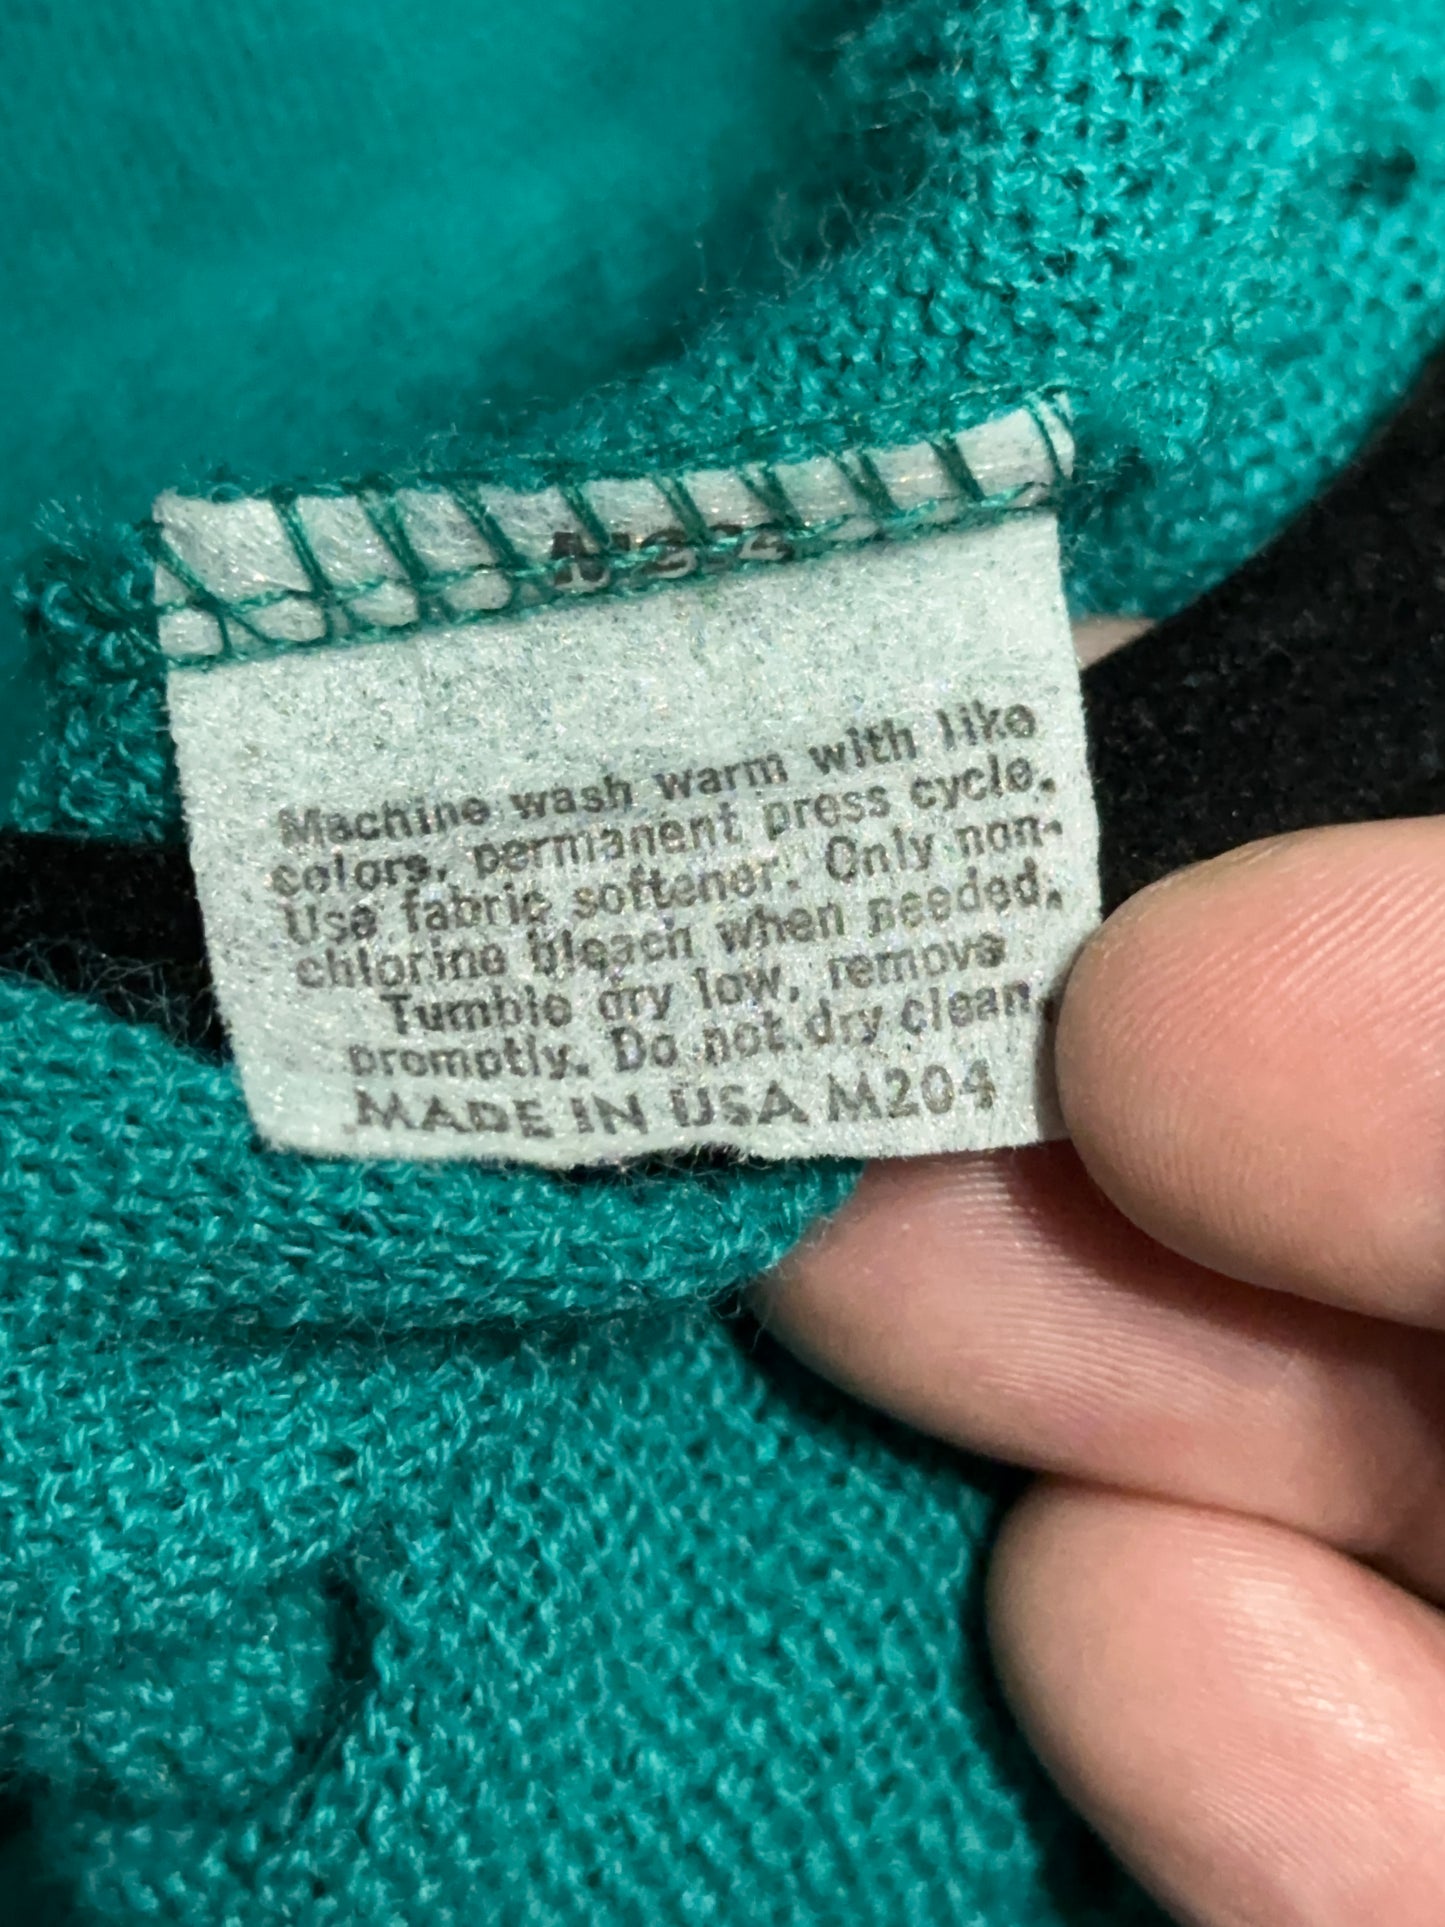 Machine wash warm with like
colors, permanent press cycle.
Use fabric softener. Only non-
chlorine bleach when needed.
Tumble dry low, remove
promptly. Do not dry clean.
MADE IN USA M204